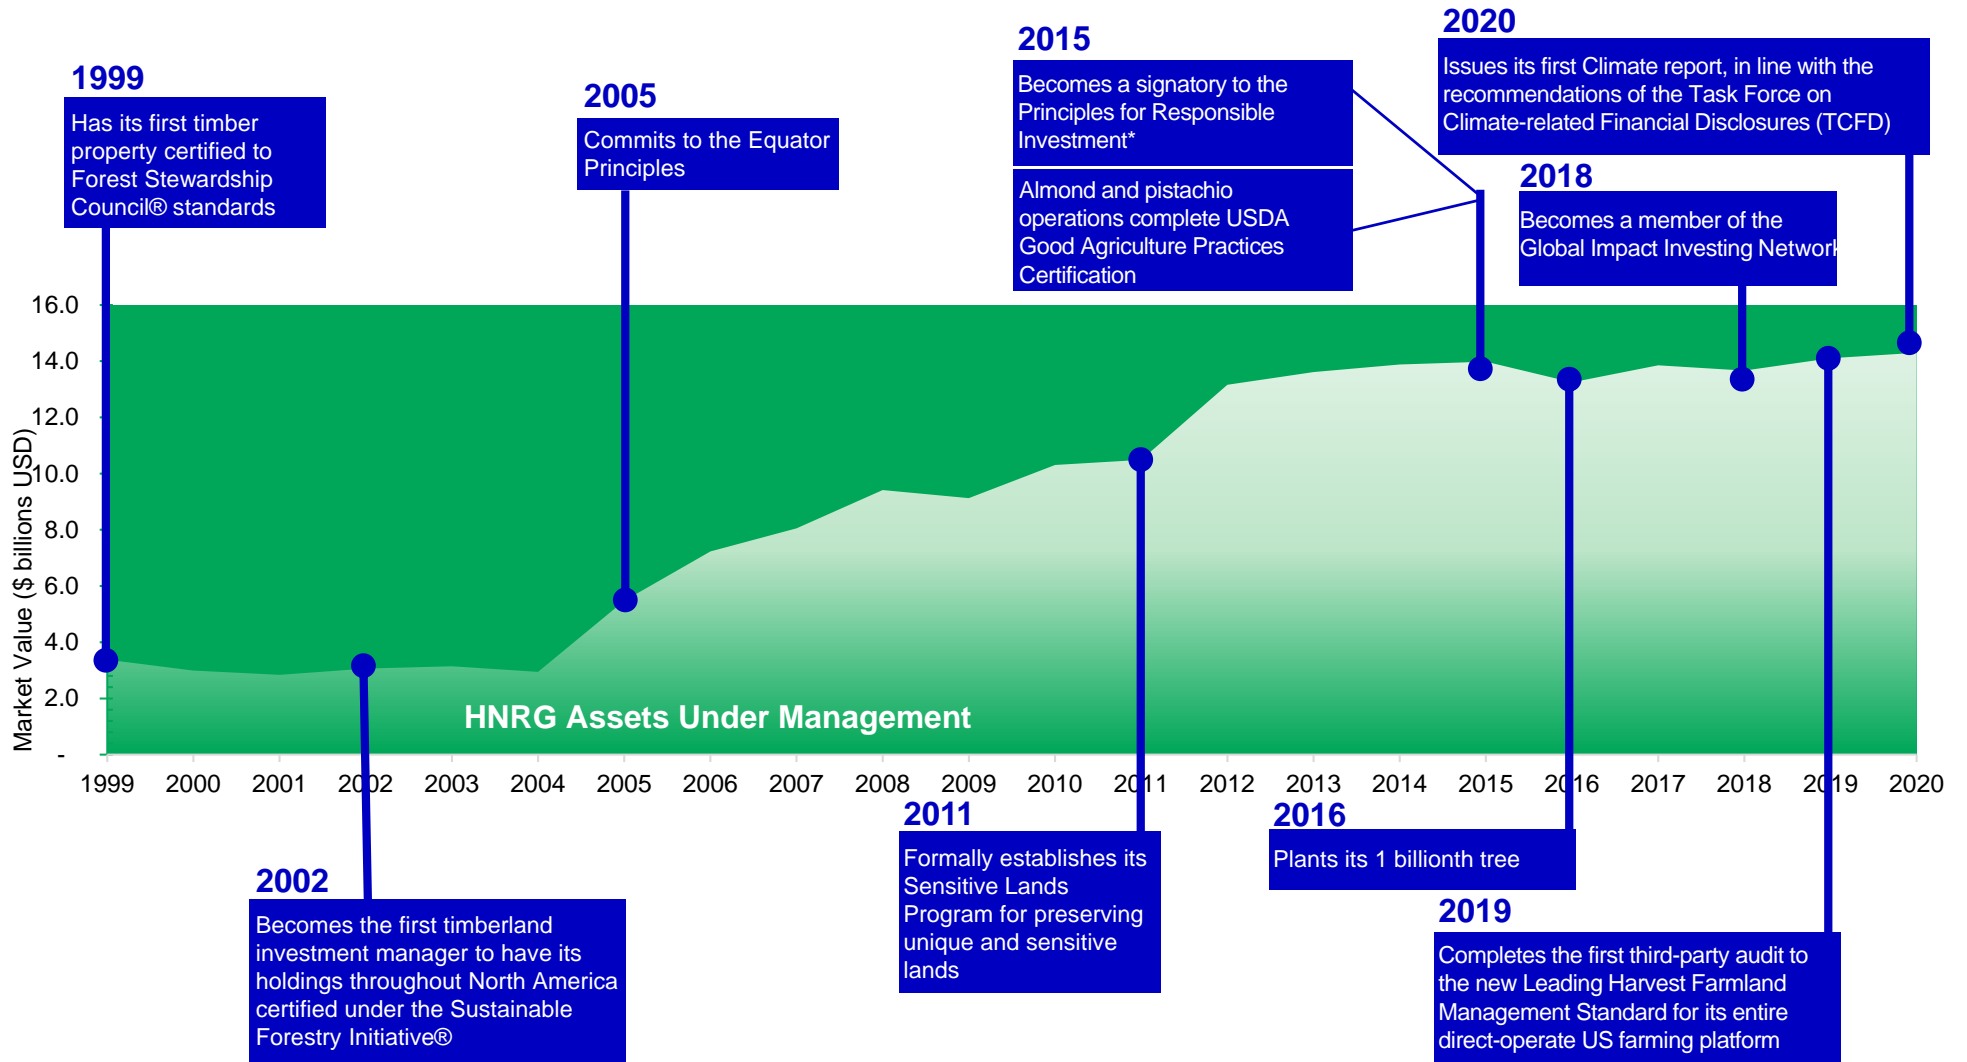 2020
Issues its first Climate report, in line with the
recommendations of the Task Force on
Climate-related Financial Disclosures (TCFD)
2015
Becomes a signatory to the
Principles for Responsible
Investment*
Almond and pistachio
operations complete USDA
Good Agriculture Practices
Certification
1999
Has its first timber
property certified to
Forest Stewardship
Council® standards
2005
Commits to the Equator
Principles
2018
Becomes a member of the
Global Impact Investing Network
Market Value ($ billions USD)
16.0
14.0
12.0
10.0
8.0
6.0
4.0
2.0
-
HNRG Assets Under Management
1999 2000 2001 2002 2003 2004 2005 2006 2007 2008 2009 2010 2011 2012 2013 2014 2015 2016 2017 2018 2019 2020
2011
Formally establishes its
Sensitive Lands
Program for preserving
unique and sensitive
lands
2016
Plants its 1 billionth tree
2002
Becomes the first timberland
investment manager to have its
holdings throughout North America
certified under the Sustainable
Forestry Initiative®
2019
Completes the first third-party audit to
the new Leading Harvest Farmland
Management Standard for its entire
direct-operate US farming platform